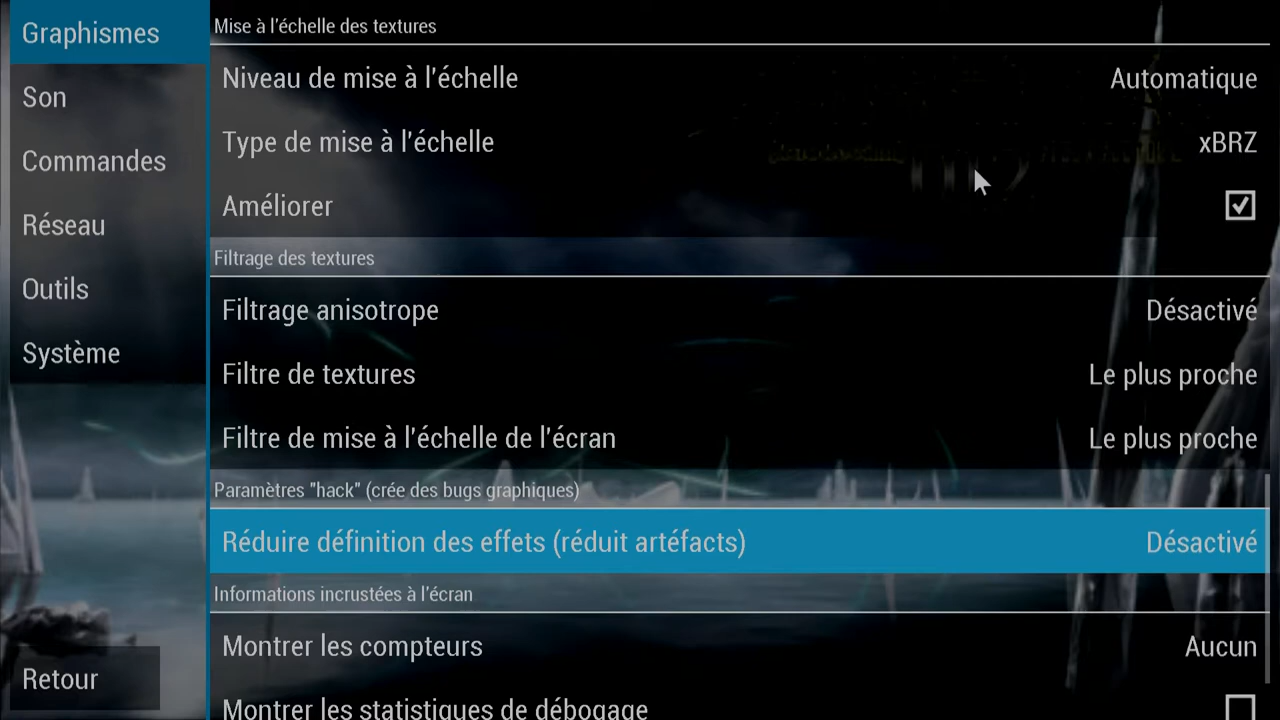 Graphismes
Son
Commandes
Réseau
Outils
Système
Retour
Mise à l'échelle des textures
Niveau de mise à l'échelle Automatique
Type de mise à l'échelle xBRZ
Améliorer
Filtrage des textures
Filtrage anisotrope Désactivé
Filtre de textures Le plus proche
Filtre de mise à l'échelle de l'écran Le plus proche
Paramètres "hack" (crée des bugs graphiques)
Réduire définition des effets (réduit artéfacts) Désactivé
Informations incrustées à l'écran
Montrer les compteurs Aucun
Montrer les statistiques de débogage